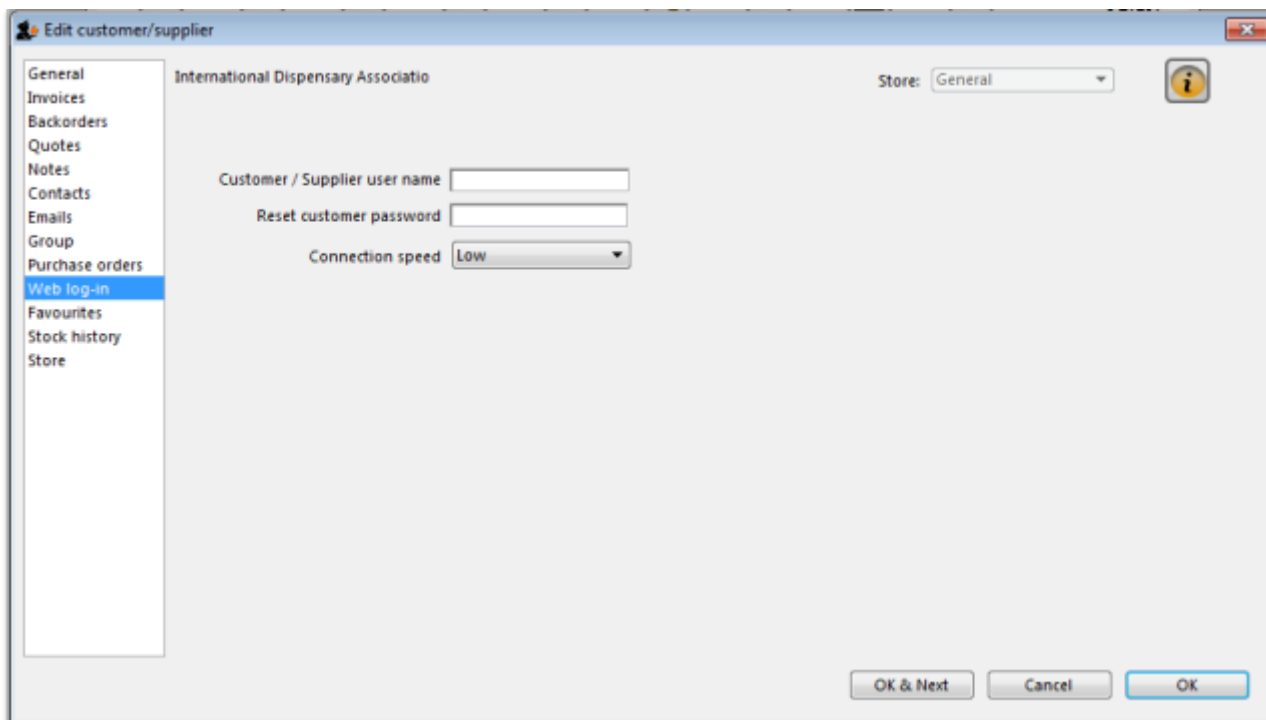 Edit customer/supplier
General
Invoices
Backorders
Quotes
Notes
Contacts
Emails
Group
Purchase orders
Web log-in
Favourites
Stock history
Store
International Dispensary Associatio
Store: General
Customer / Supplier user name
Reset customer password
Connection speed Low
OK & Next Cancel OK